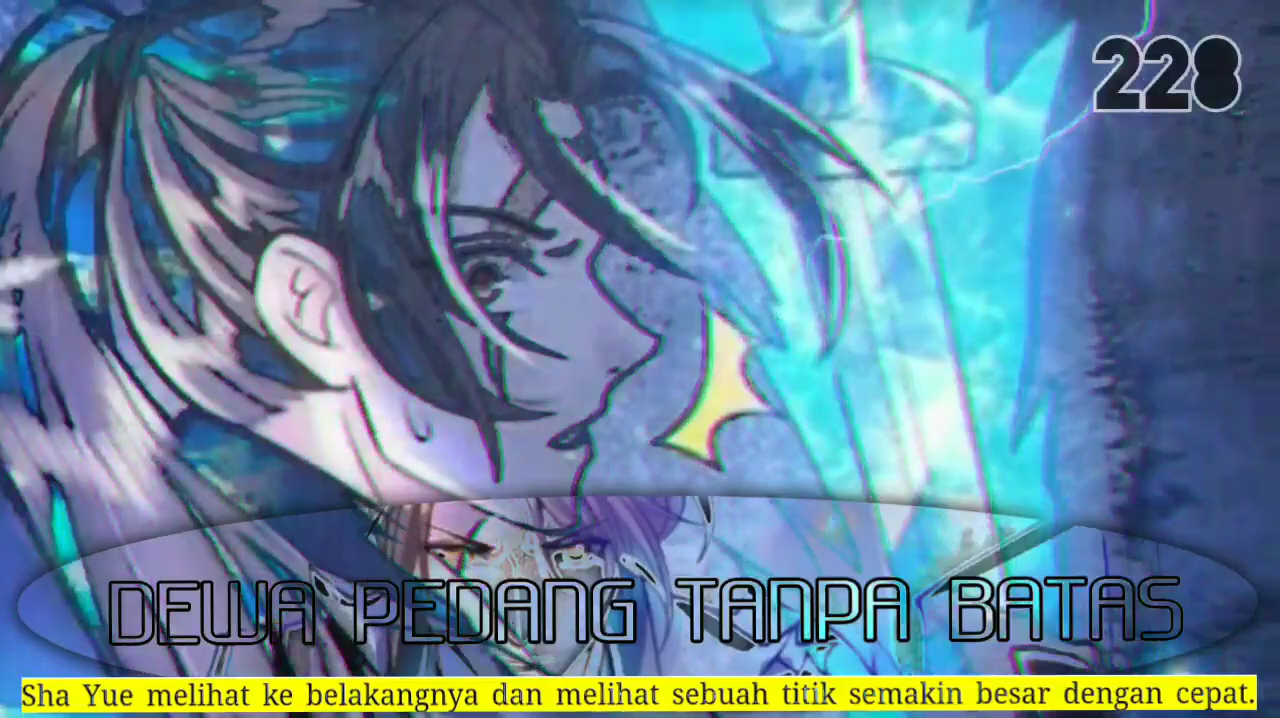 228
DEWA PEDANG TANPA BATAS
Sha Yue melihat ke belakangnya dan melihat sebuah titik semakin besar dengan cepat.